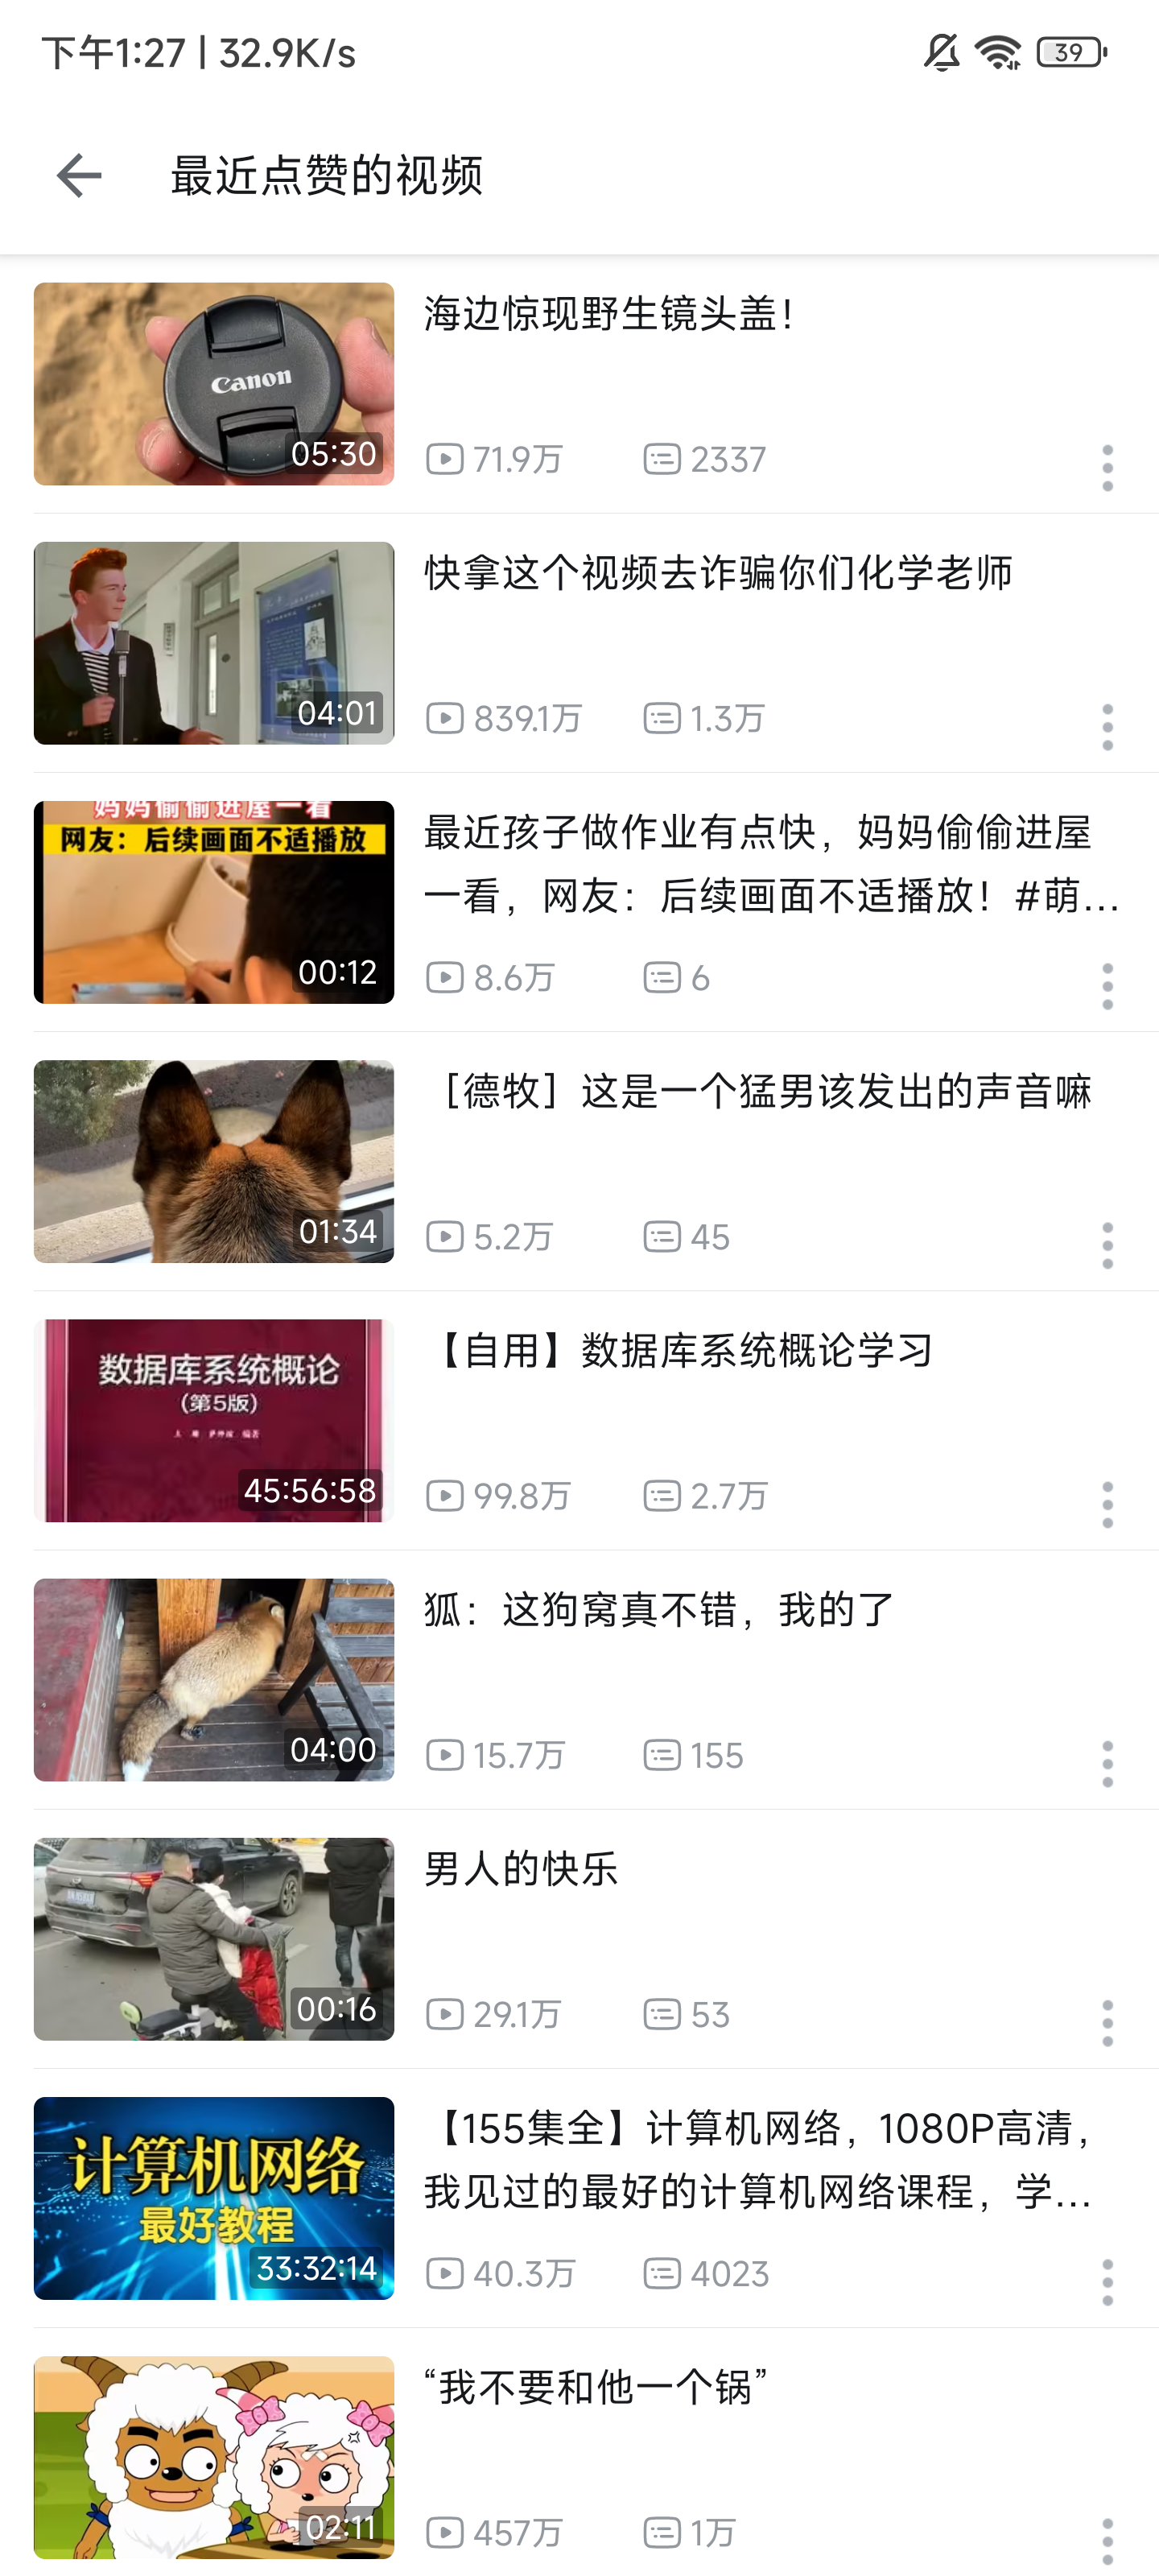 下午1:27 | 32.9K/s
39
最近点赞的视频
Canon
05:30
海边惊现野生镜头盖！
71.9万
2337
04:01
快拿这个视频去诈骗你们化学老师
839.1万
1.3万
妈妈偷偷进屋一看
网友：后续画面不适播放
00:12
最近孩子做作业有点快，妈妈偷偷进屋
一看，网友：后续画面不适播放！#萌...
8.6万
6
01:34
［德牧］这是一个猛男该发出的声音嘛
5.2万
45
数据库系统概论
(第5版)
45:56:58
【自用】数据库系统概论学习
99.8万
2.7万
04:00
狐：这狗窝真不错，我的了
15.7万
155
00:16
男人的快乐
29.1万
53
计算机网络
最好教程
33:32:14
【155集全】计算机网络，1080P高清，
我见过的最好的计算机网络课程，学...
40.3万
4023
02:11
“我不要和他一个锅”
457万
1万